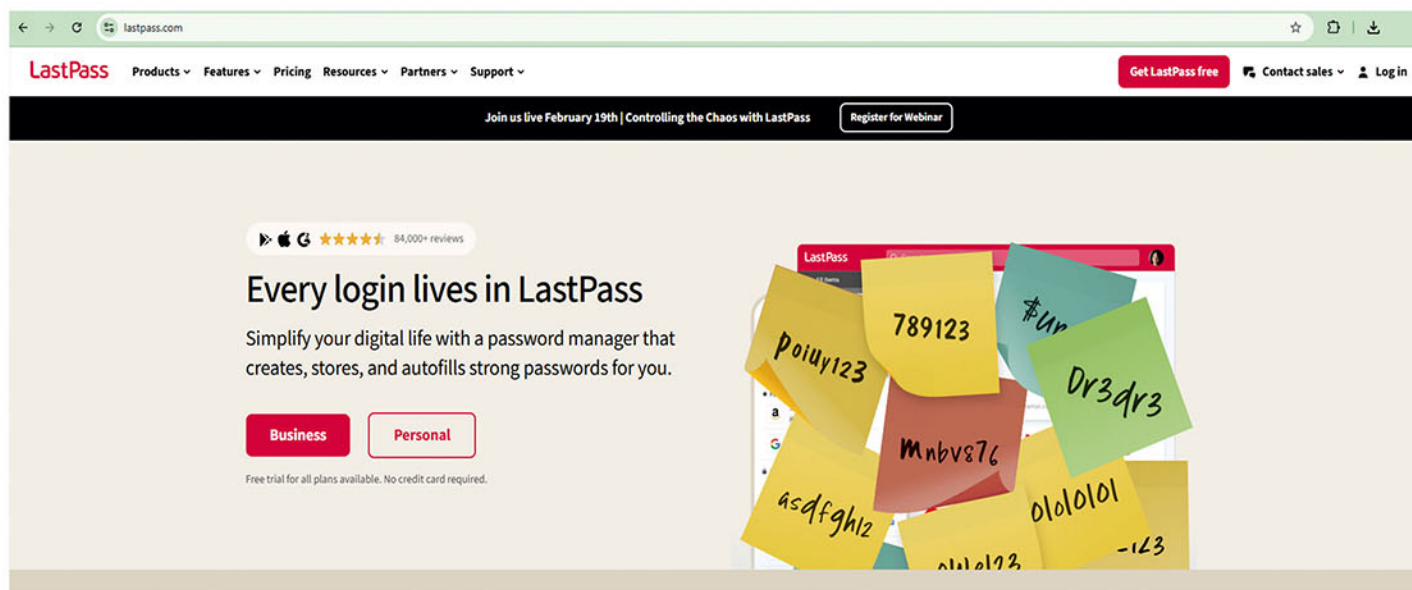 lastpass.com
LastPass Products Features Pricing Resources Partners Support Get LastPass free Contact sales Log in
Join us live February 19th | Controlling the Chaos with LastPass Register for Webinar
84,000+ reviews
Every login lives in LastPass
Simplify your digital life with a password manager that
creates, stores, and autofills strong passwords for you.
Business Personal
Free trial for all plans available. No credit card required.
LastPass
789123
poiuy123
Dr3dr3
mnbvs76
asdfgh12
01010101